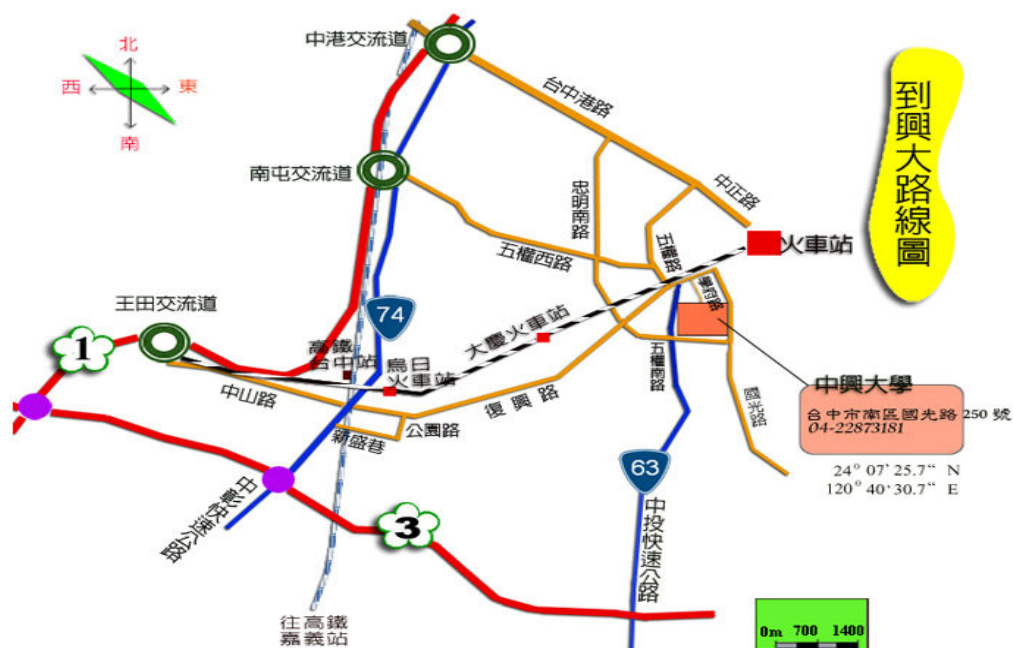 中港交流道
北
西
東
南
台中港路
到興大路線圖
南屯交流道
忠明南路
中正路
五權西路
五權路
火車站
學府路
王田交流道
74
1
高鐵
台中站
烏日
火車站
大慶火車站
五權南路
中興大學
中山路
復興路
台中市南區國光路 250 號
04-22873181
公園路
新盛巷
24° 07' 25.7" N
120° 40' 30.7" E
63
中彰快速公路
3
中投快速公路
往高鐵
嘉義站
0m 700 1400